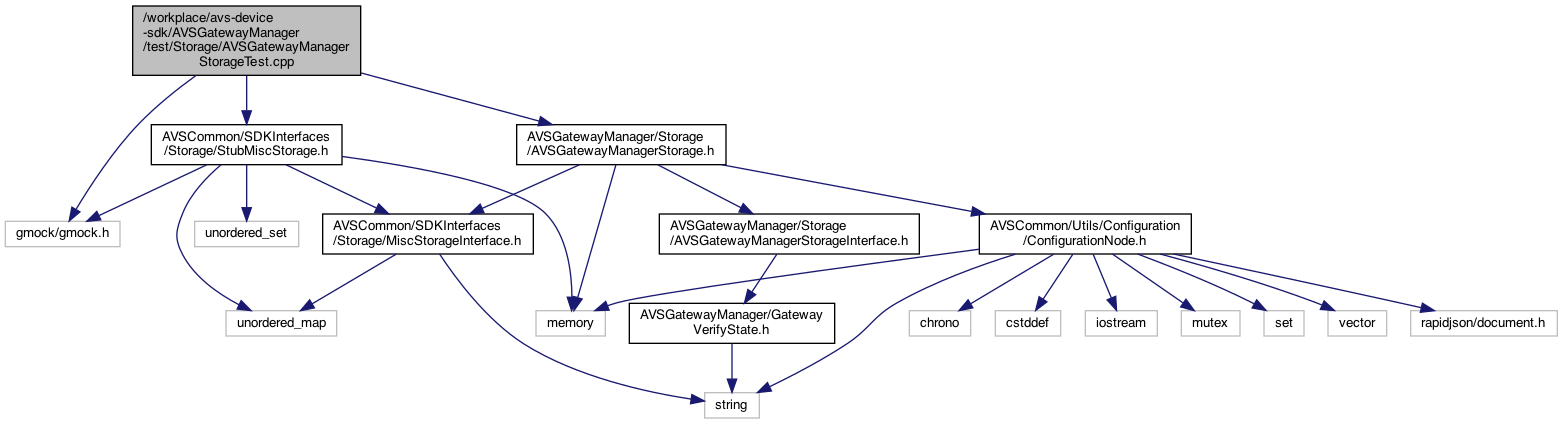 /workplace/avs-device
-sdk/AVSGatewayManager
/test/Storage/AVSGatewayManager
StorageTest.cpp
AVSCommon/SDKInterfaces
/Storage/StubMiscStorage.h
AVSGatewayManager/Storage
/AVSGatewayManagerStorage.h
gmock/gmock.h
unordered_set
AVSCommon/SDKInterfaces
/Storage/MiscStorageInterface.h
AVSGatewayManager/Storage
/AVSGatewayManagerStorageInterface.h
AVSCommon/Utils/Configuration
/ConfigurationNode.h
unordered_map
memory
AVSGatewayManager/Gateway
VerifyState.h
chrono
cstddef
iostream
mutex
set
vector
rapidjson/document.h
string